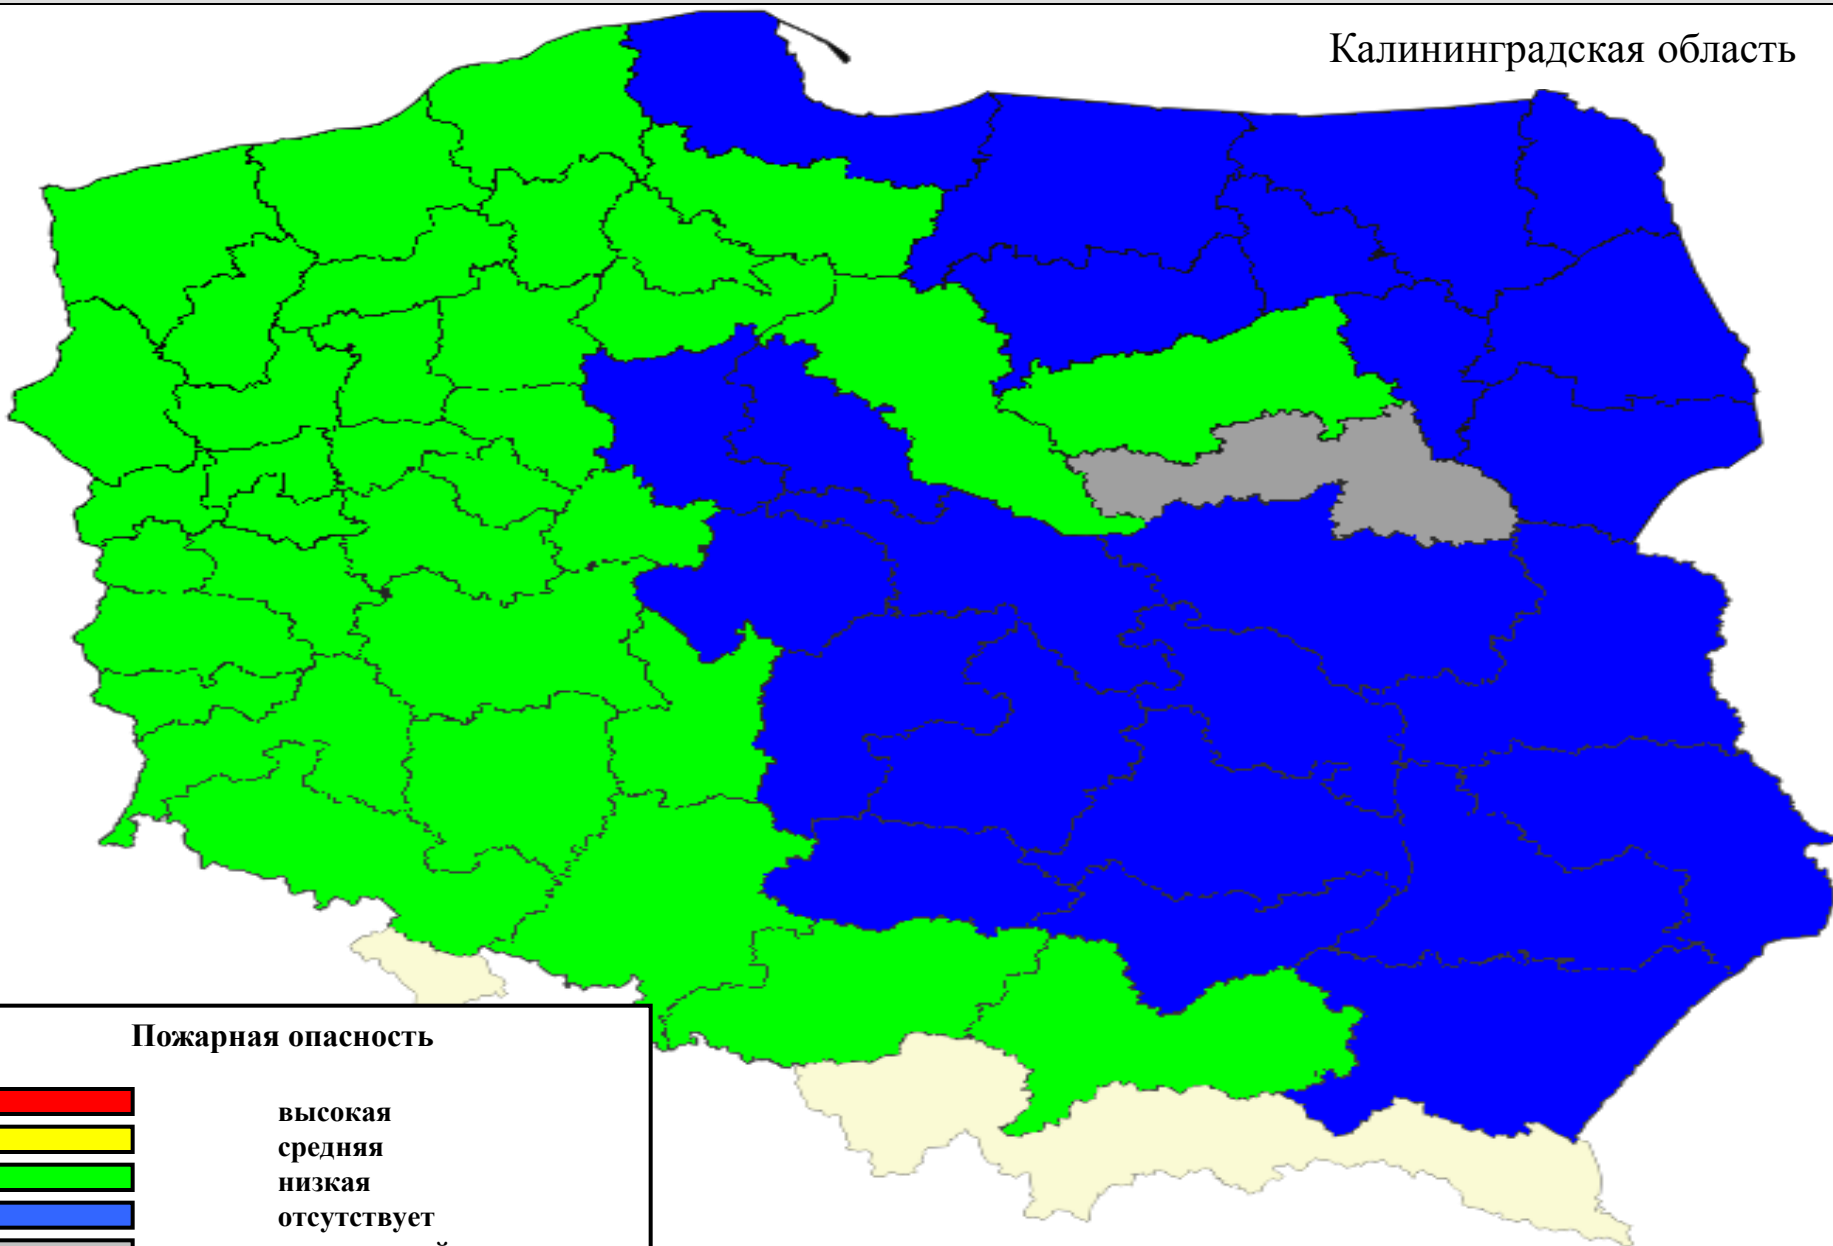 Калининградская область
Пожарная опасность
высокая
средняя
низкая
отсутствует